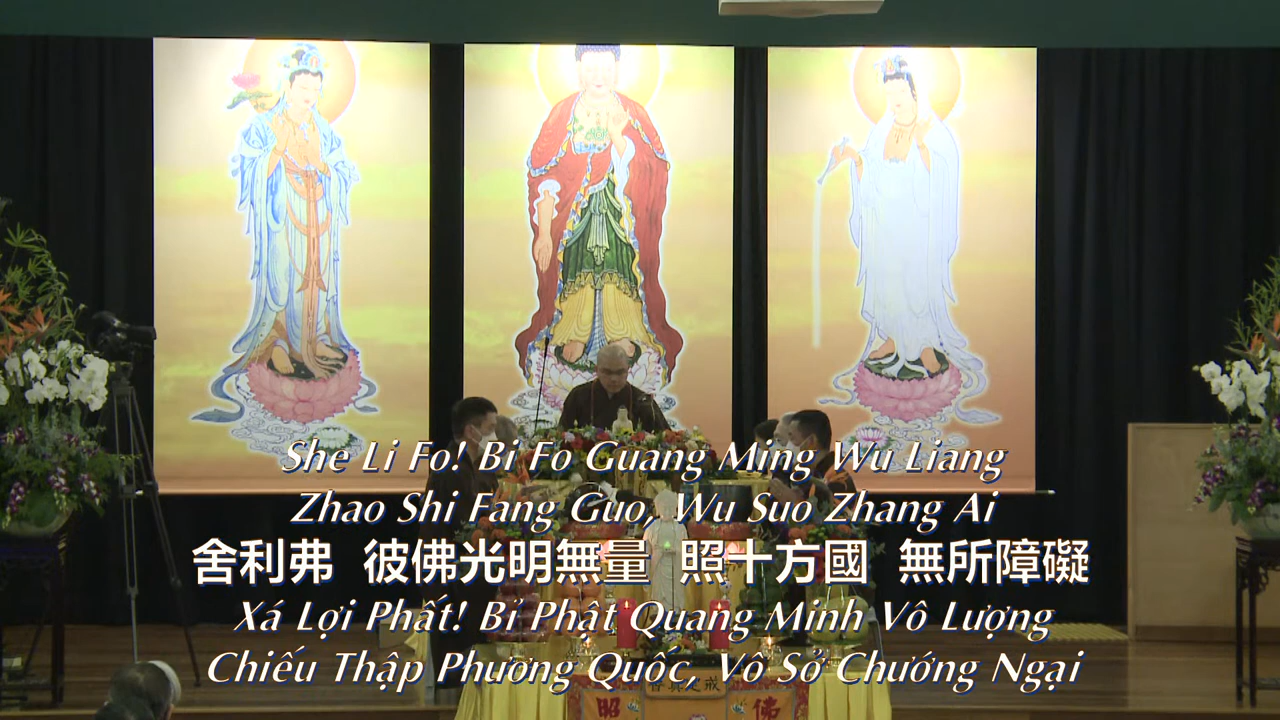 She Li Fo! Bi Fo Guang Ming Wu Liang
Zhao Shi Fang Guo, Wu Suo Zhang Ai
舍利弗 彼佛光明無量 照十方國 無所障礙
Xá Lợi Phất! Bỉ Phật Quang Minh Vô Lượng
Chiếu Thập Phương Quốc, Vô Sở Chướng Ngại
照 佛